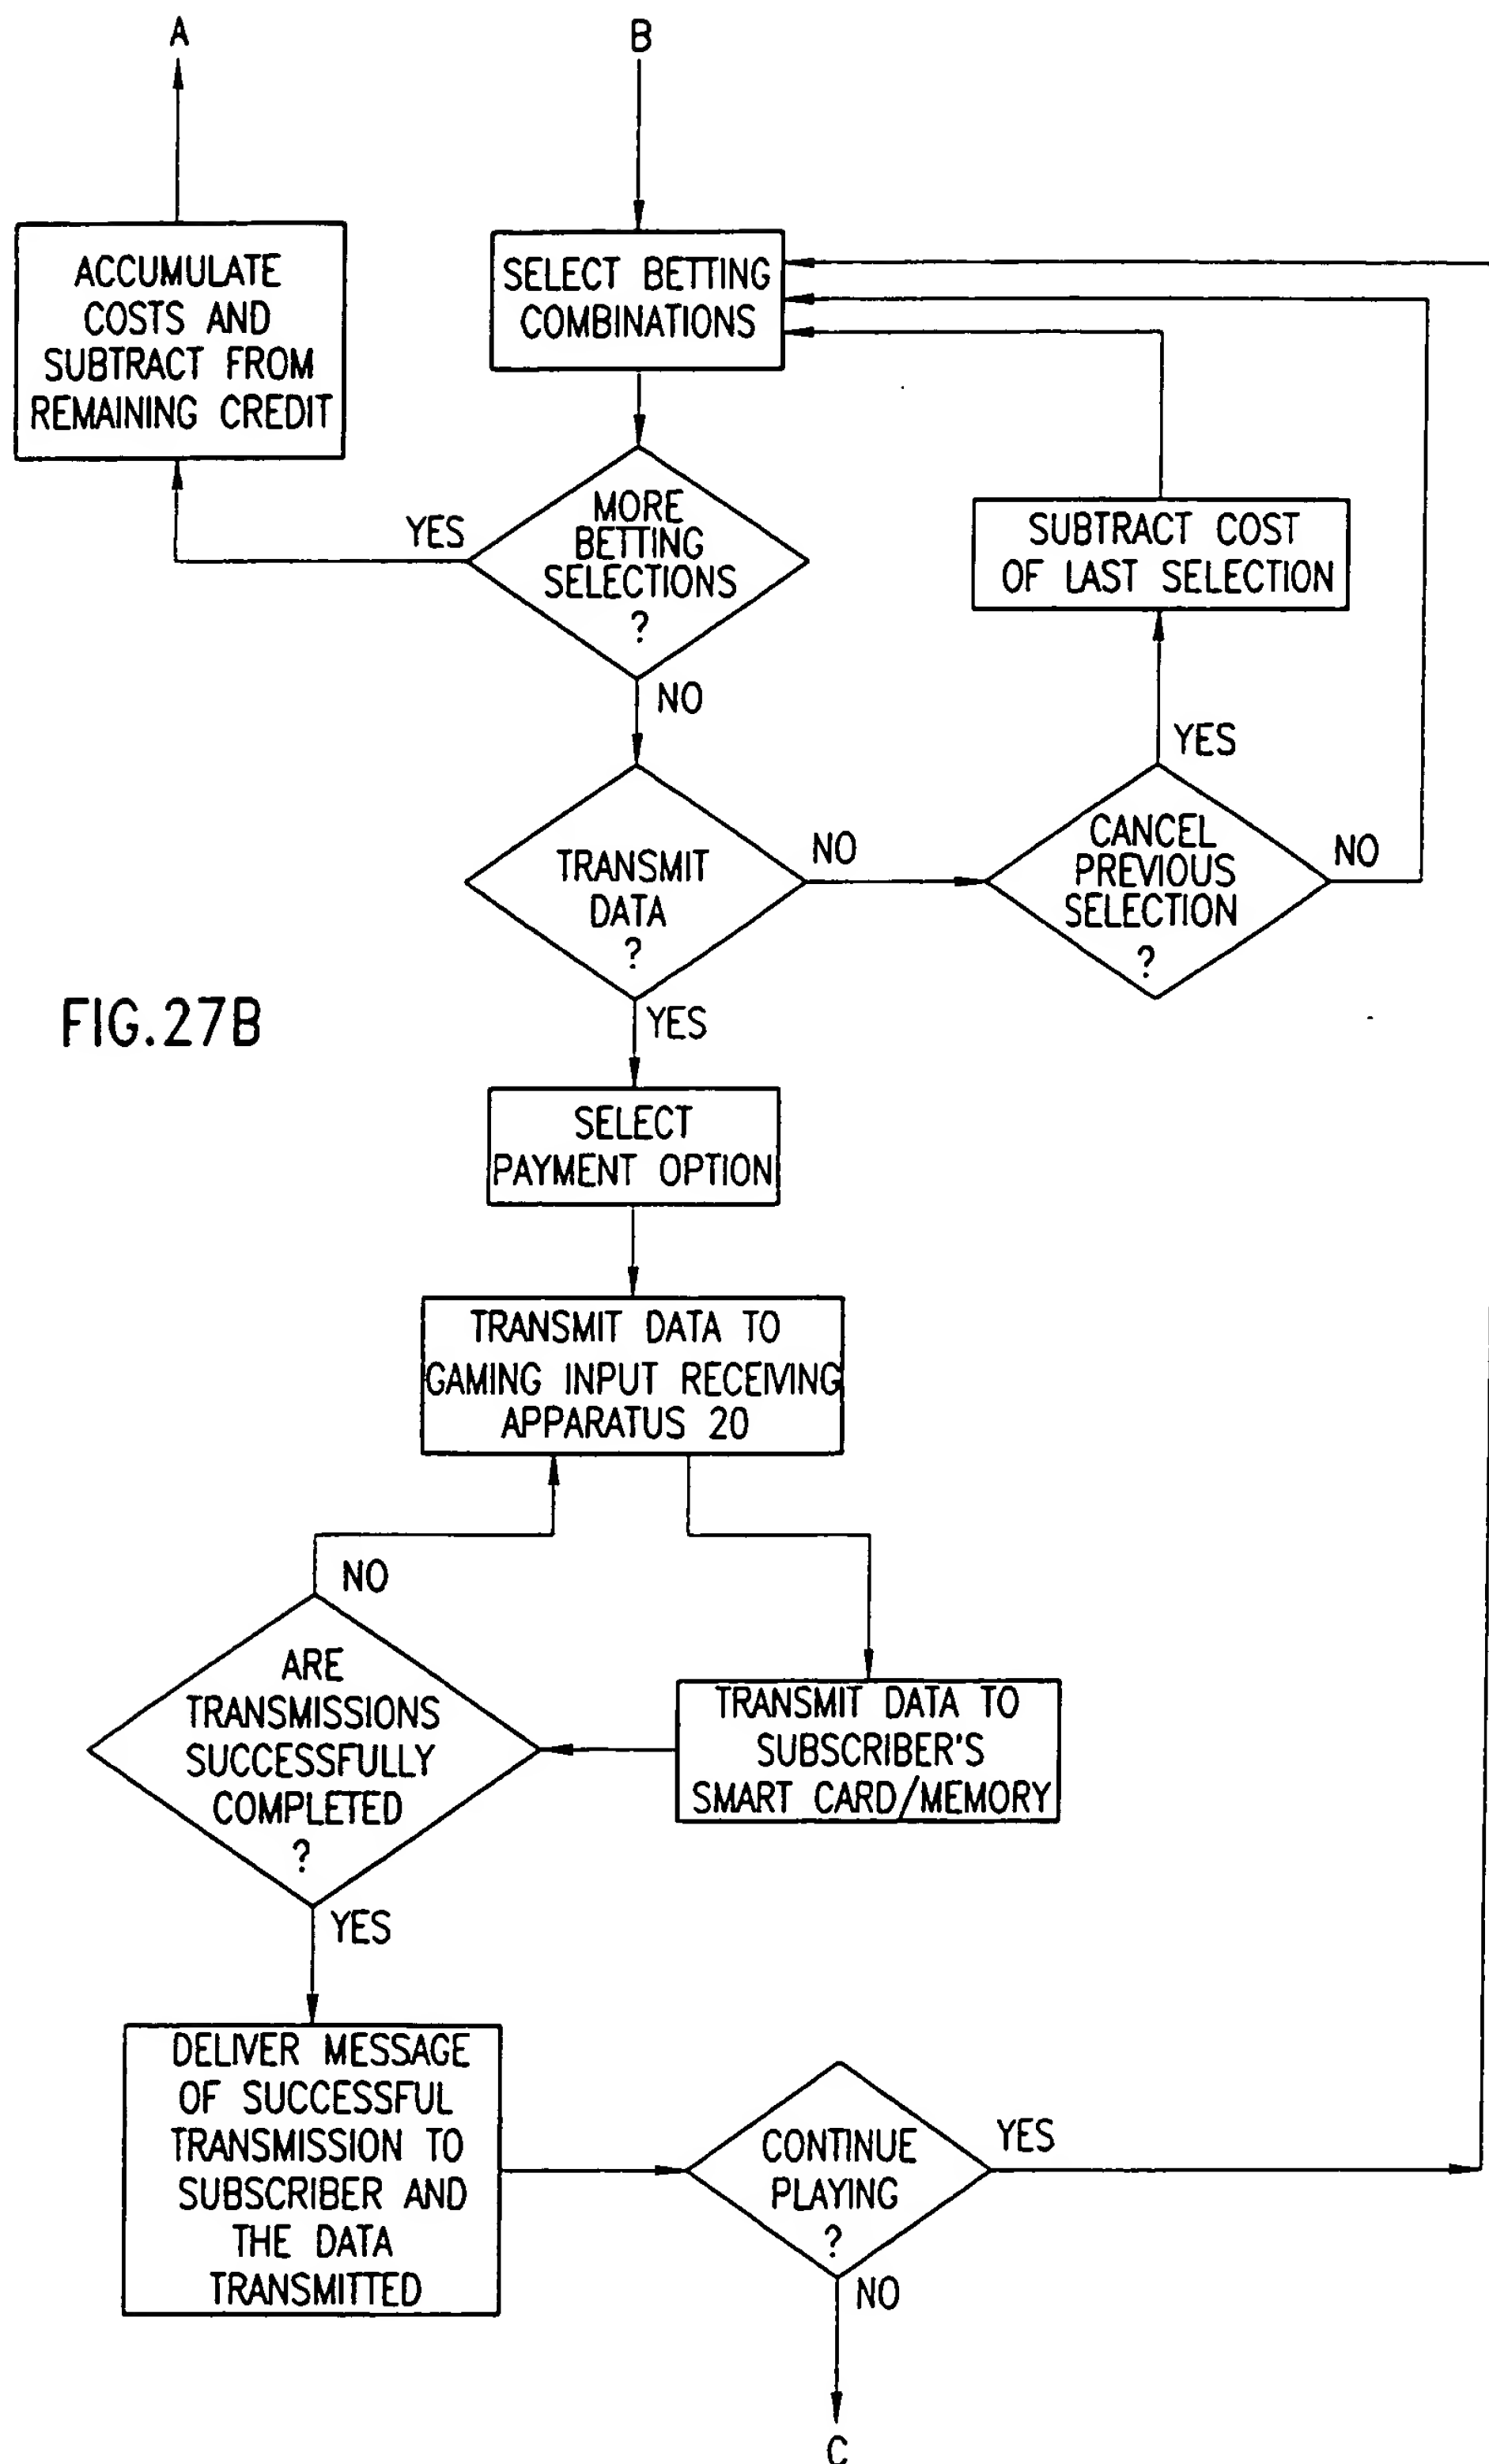 A
B
ACCUMULATE
COSTS AND
SUBTRACT FROM
REMAINING CREDIT
SELECT BETTING
COMBINATIONS
YES
MORE
BETTING
SELECTIONS
?
SUBTRACT COST
OF LAST SELECTION
NO
YES
TRANSMIT
DATA
?
NO
CANCEL
PREVIOUS
SELECTION
?
NO
FIG.27B
YES
SELECT
PAYMENT OPTION
TRANSMIT DATA TO
GAMING INPUT RECEIVING
APPARATUS 20
NO
ARE
TRANSMISSIONS
SUCCESSFULLY
COMPLETED
?
TRANSMIT DATA TO
SUBSCRIBER'S
SMART CARD/MEMORY
YES
DELIVER MESSAGE
OF SUCCESSFUL
TRANSMISSION TO
SUBSCRIBER AND
THE DATA
TRANSMITTED
CONTINUE
PLAYING
?
YES
NO
C